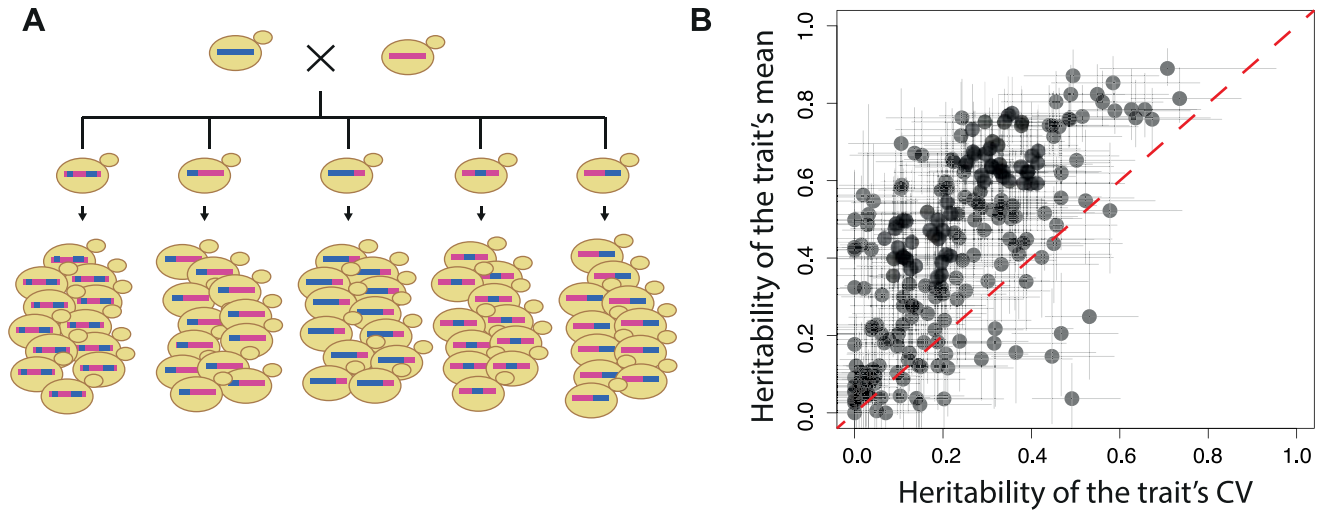 A
B
Heritability of the trait's mean
1.0
0.8
0.6
0.4
0.2
0.0
0.0 0.2 0.4 0.6 0.8 1.0
Heritability of the trait's CV